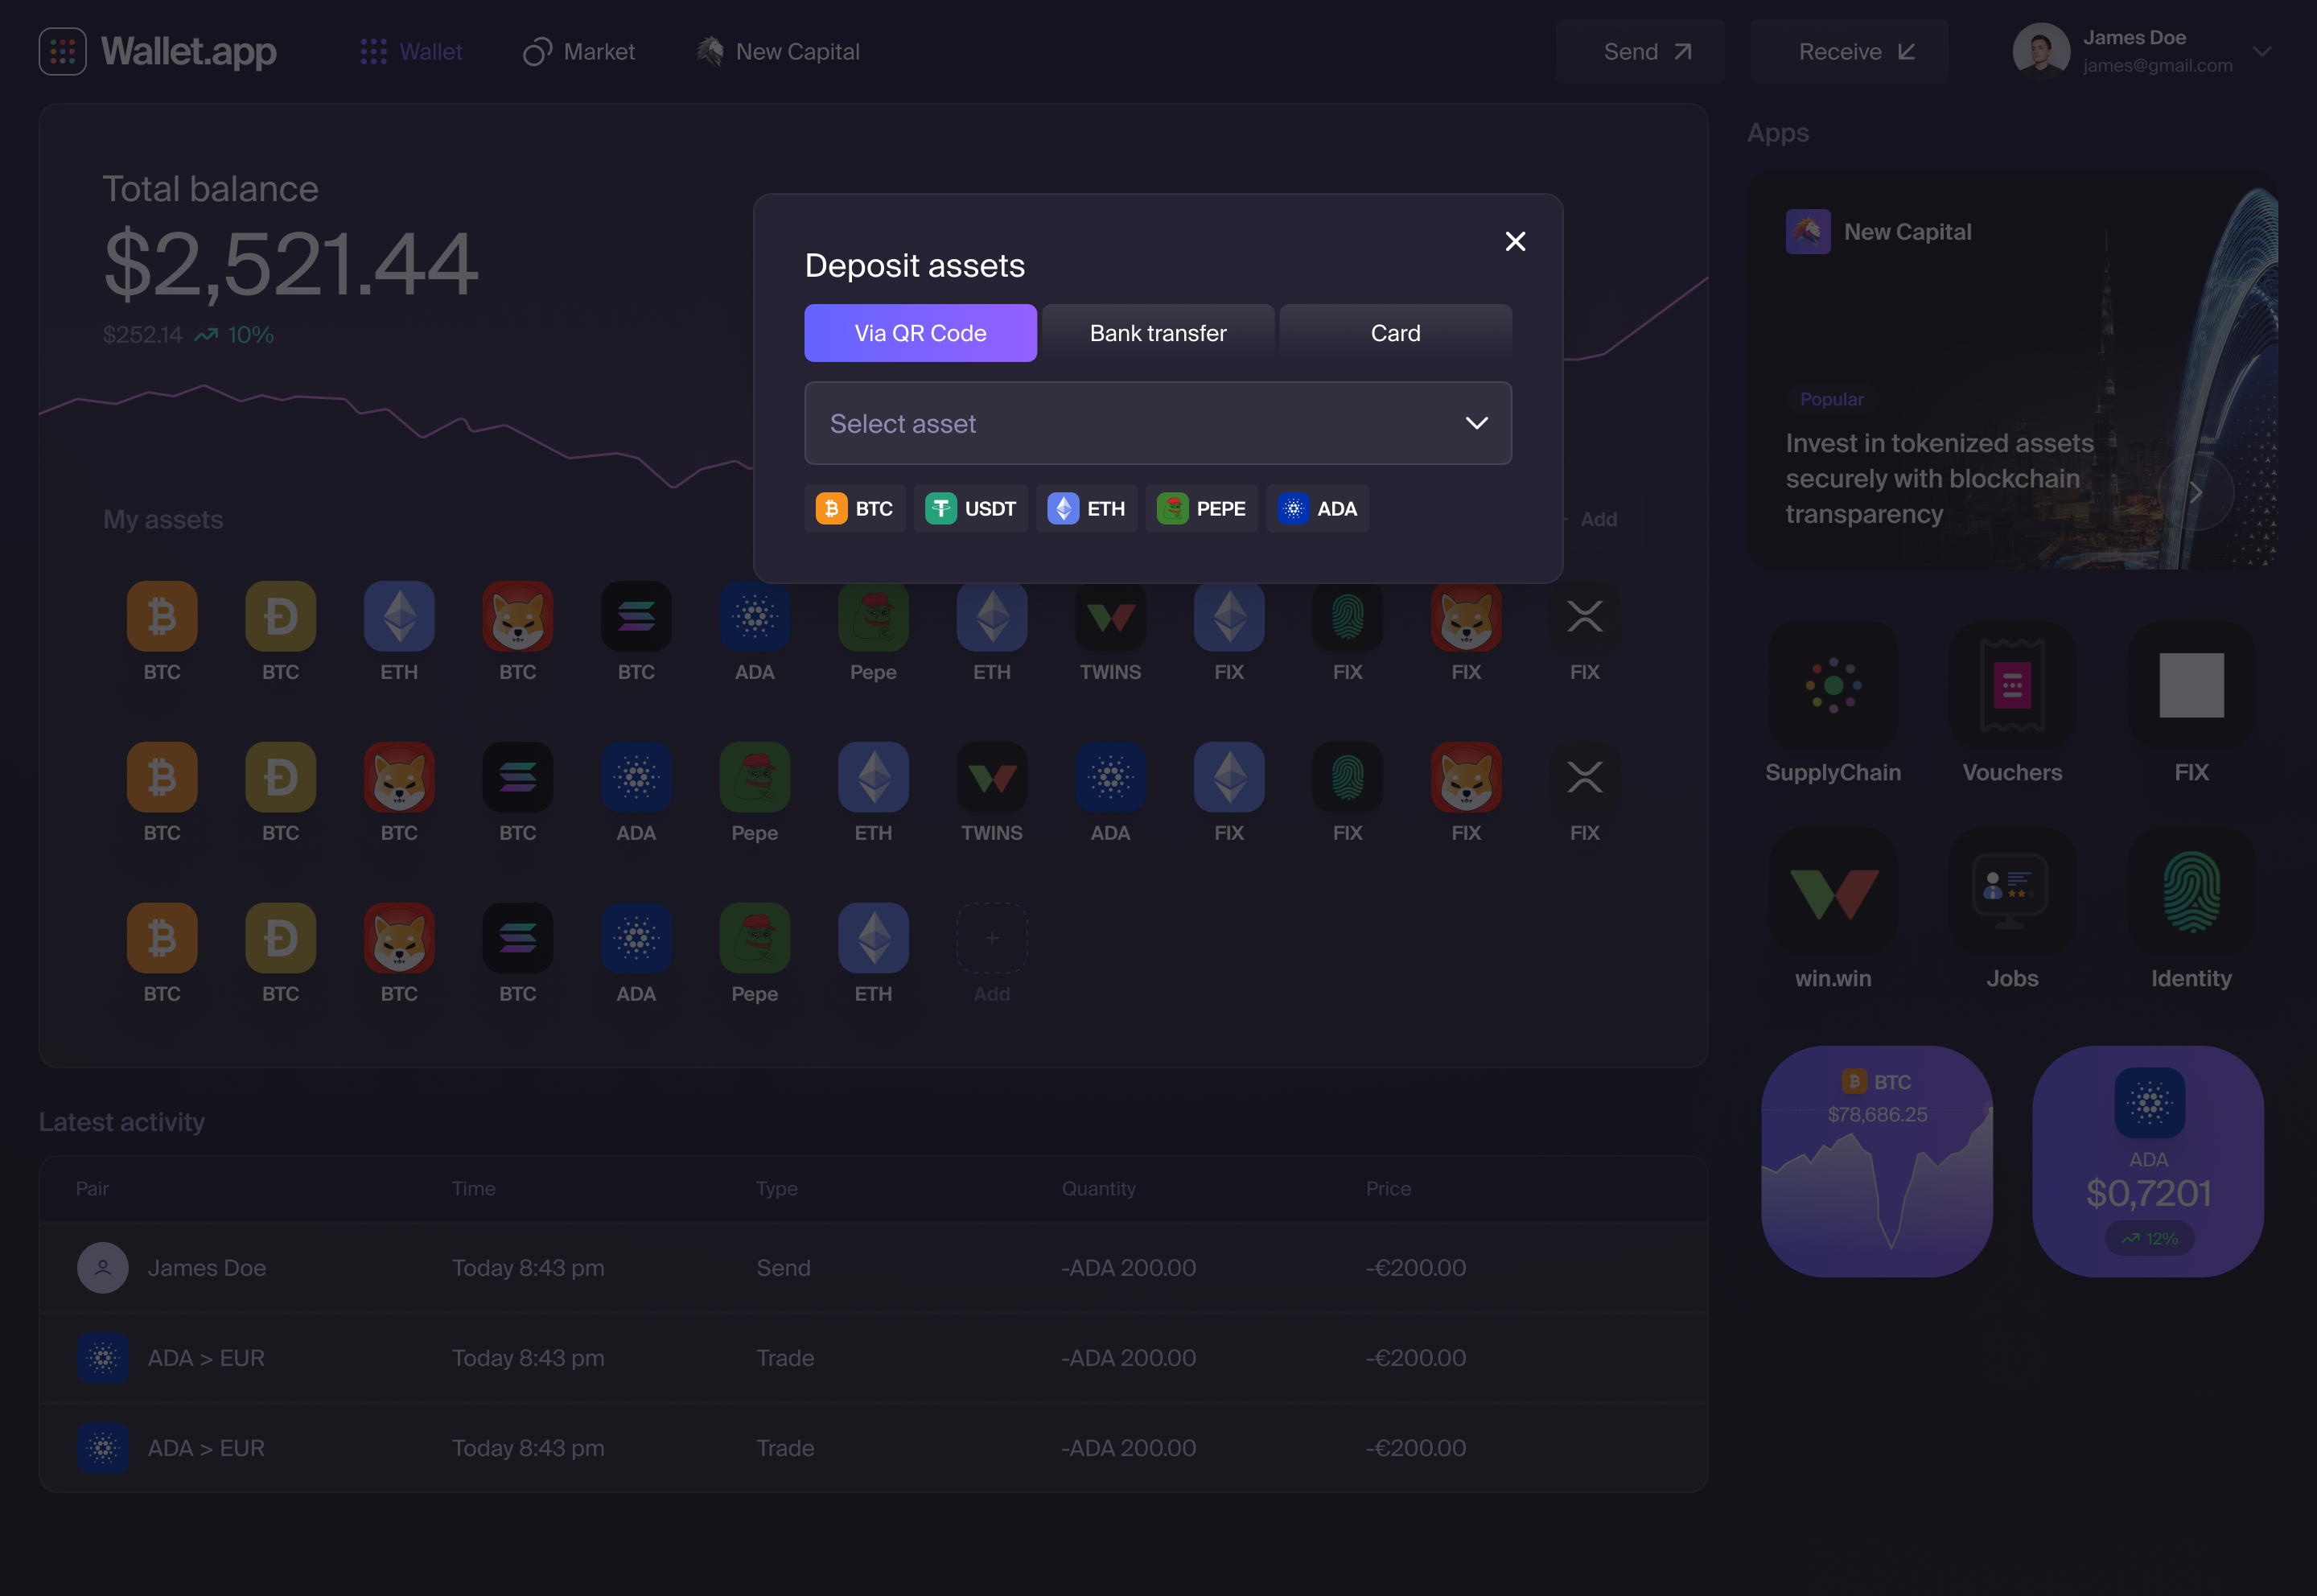 Wallet.app
Wallet
Market
New Capital
Send
Receive
James Doe
james@gmail.com
Total balance
$2,521.44
$252.14 10%
Deposit assets
Via QR Code
Bank transfer
Card
Select asset
BTC
USDT
ETH
PEPE
ADA
My assets
Add
BTC BTC ETH BTC BTC ADA Pepe ETH TWINS FIX FIX FIX FIX
BTC BTC BTC BTC ADA Pepe ETH TWINS ADA FIX FIX FIX FIX
BTC BTC BTC BTC ADA Pepe ETH Add
Latest activity
Pair Time Type Quantity Price
James Doe Today 8:43 pm Send -ADA 200.00 -€200.00
ADA > EUR Today 8:43 pm Trade -ADA 200.00 -€200.00
ADA > EUR Today 8:43 pm Trade -ADA 200.00 -€200.00
Apps
New Capital
Popular
Invest in tokenized assets
securely with blockchain
transparency
SupplyChain
Vouchers
FIX
win.win
Jobs
Identity
BTC
$78,686.25
ADA
$0,7201
12%